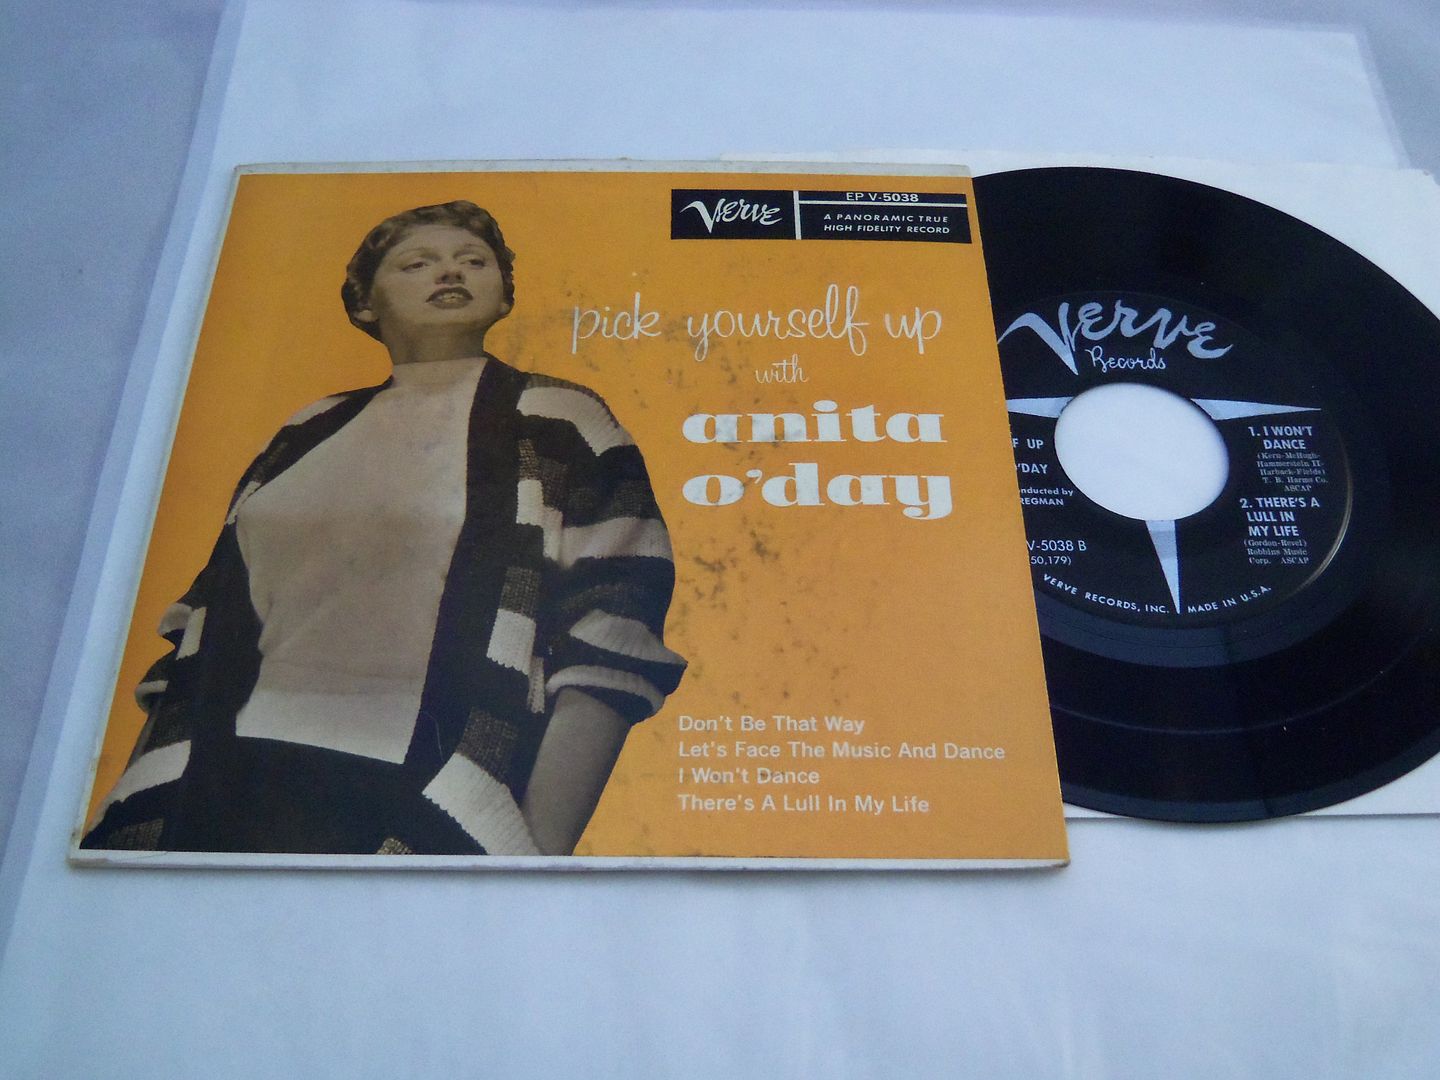 Verve
EP V-5038
A PANORAMIC TRUE
HIGH FIDELITY RECORD
pick yourself up
with
anita
o'day
Don't Be That Way
Let's Face The Music And Dance
I Won't Dance
There's A Lull In My Life
Verve
Records
F UP
O'DAY
onducted by
REGMAN
V-5038 B
50,179)
1. I WON'T
DANCE
(Kern-McHugh-
Hammerstein II-
Harback-Fields)
T. B. Harms Co.
ASCAP
2. THERE'S A
LULL IN
MY LIFE
(Gordon-Revel)
Robbins Music
Corp. ASCAP
VERVE RECORDS, INC. MADE IN U.S.A.